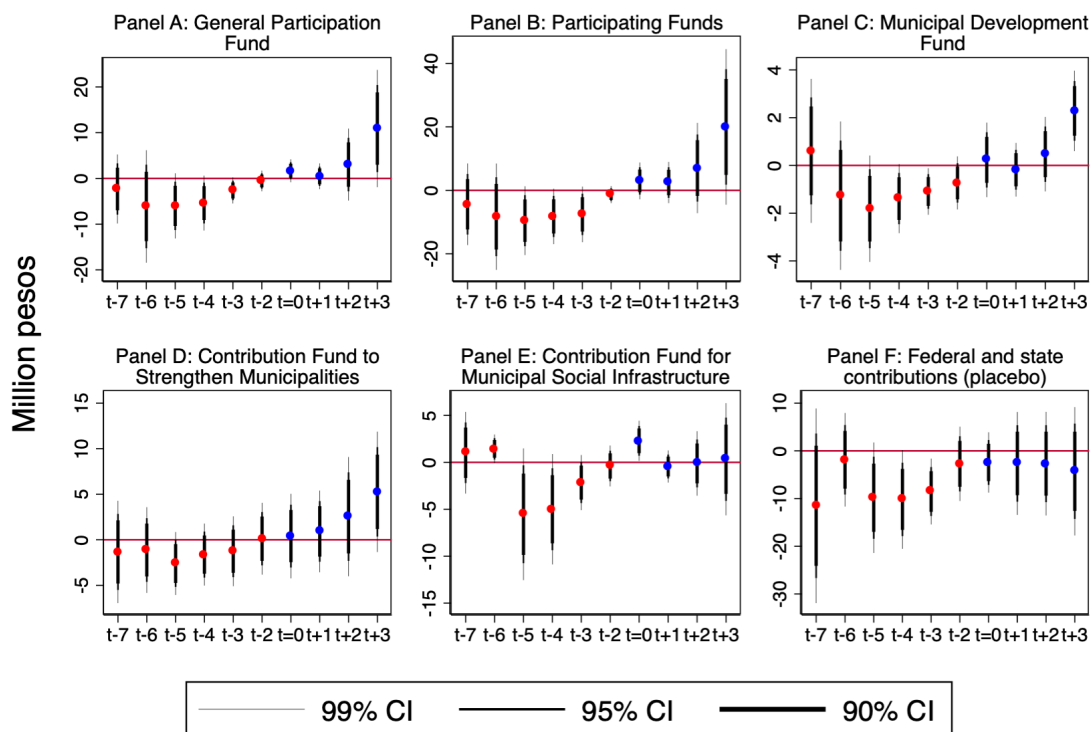 Million pesos
Panel A: General Participation
Fund
20
10
0
-10
-20
t-7 t-6 t-5 t-4 t-3 t-2 t=0 t+1 t+2 t+3
Panel B: Participating Funds
40
20
0
-20
t-7 t-6 t-5 t-4 t-3 t-2 t=0 t+1 t+2 t+3
Panel C: Municipal Development
Fund
4
2
0
-2
-4
t-7 t-6 t-5 t-4 t-3 t-2 t=0 t+1 t+2 t+3
Panel D: Contribution Fund to
Strengthen Municipalities
15
10
5
0
-5
t-7 t-6 t-5 t-4 t-3 t-2 t=0 t+1 t+2 t+3
Panel E: Contribution Fund for
Municipal Social Infrastructure
5
0
-5
-10
-15
t-7 t-6 t-5 t-4 t-3 t-2 t=0 t+1 t+2 t+3
Panel F: Federal and state
contributions (placebo)
10
0
-10
-20
-30
t-7 t-6 t-5 t-4 t-3 t-2 t=0 t+1 t+2 t+3
99% CI 95% CI 90% CI